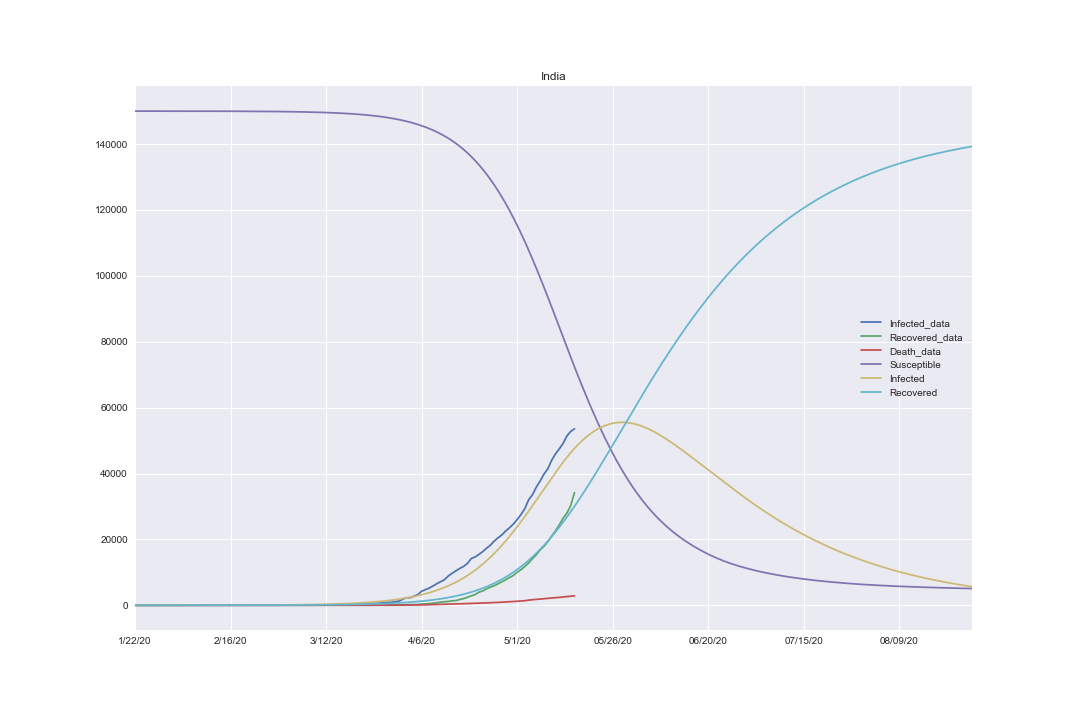 India
140000
120000
100000
80000
60000
40000
20000
0
Infected_data
Recovered_data
Death_data
Susceptible
Infected
Recovered
1/22/20 2/16/20 3/12/20 4/6/20 5/1/20 05/26/20 06/20/20 07/15/20 08/09/20